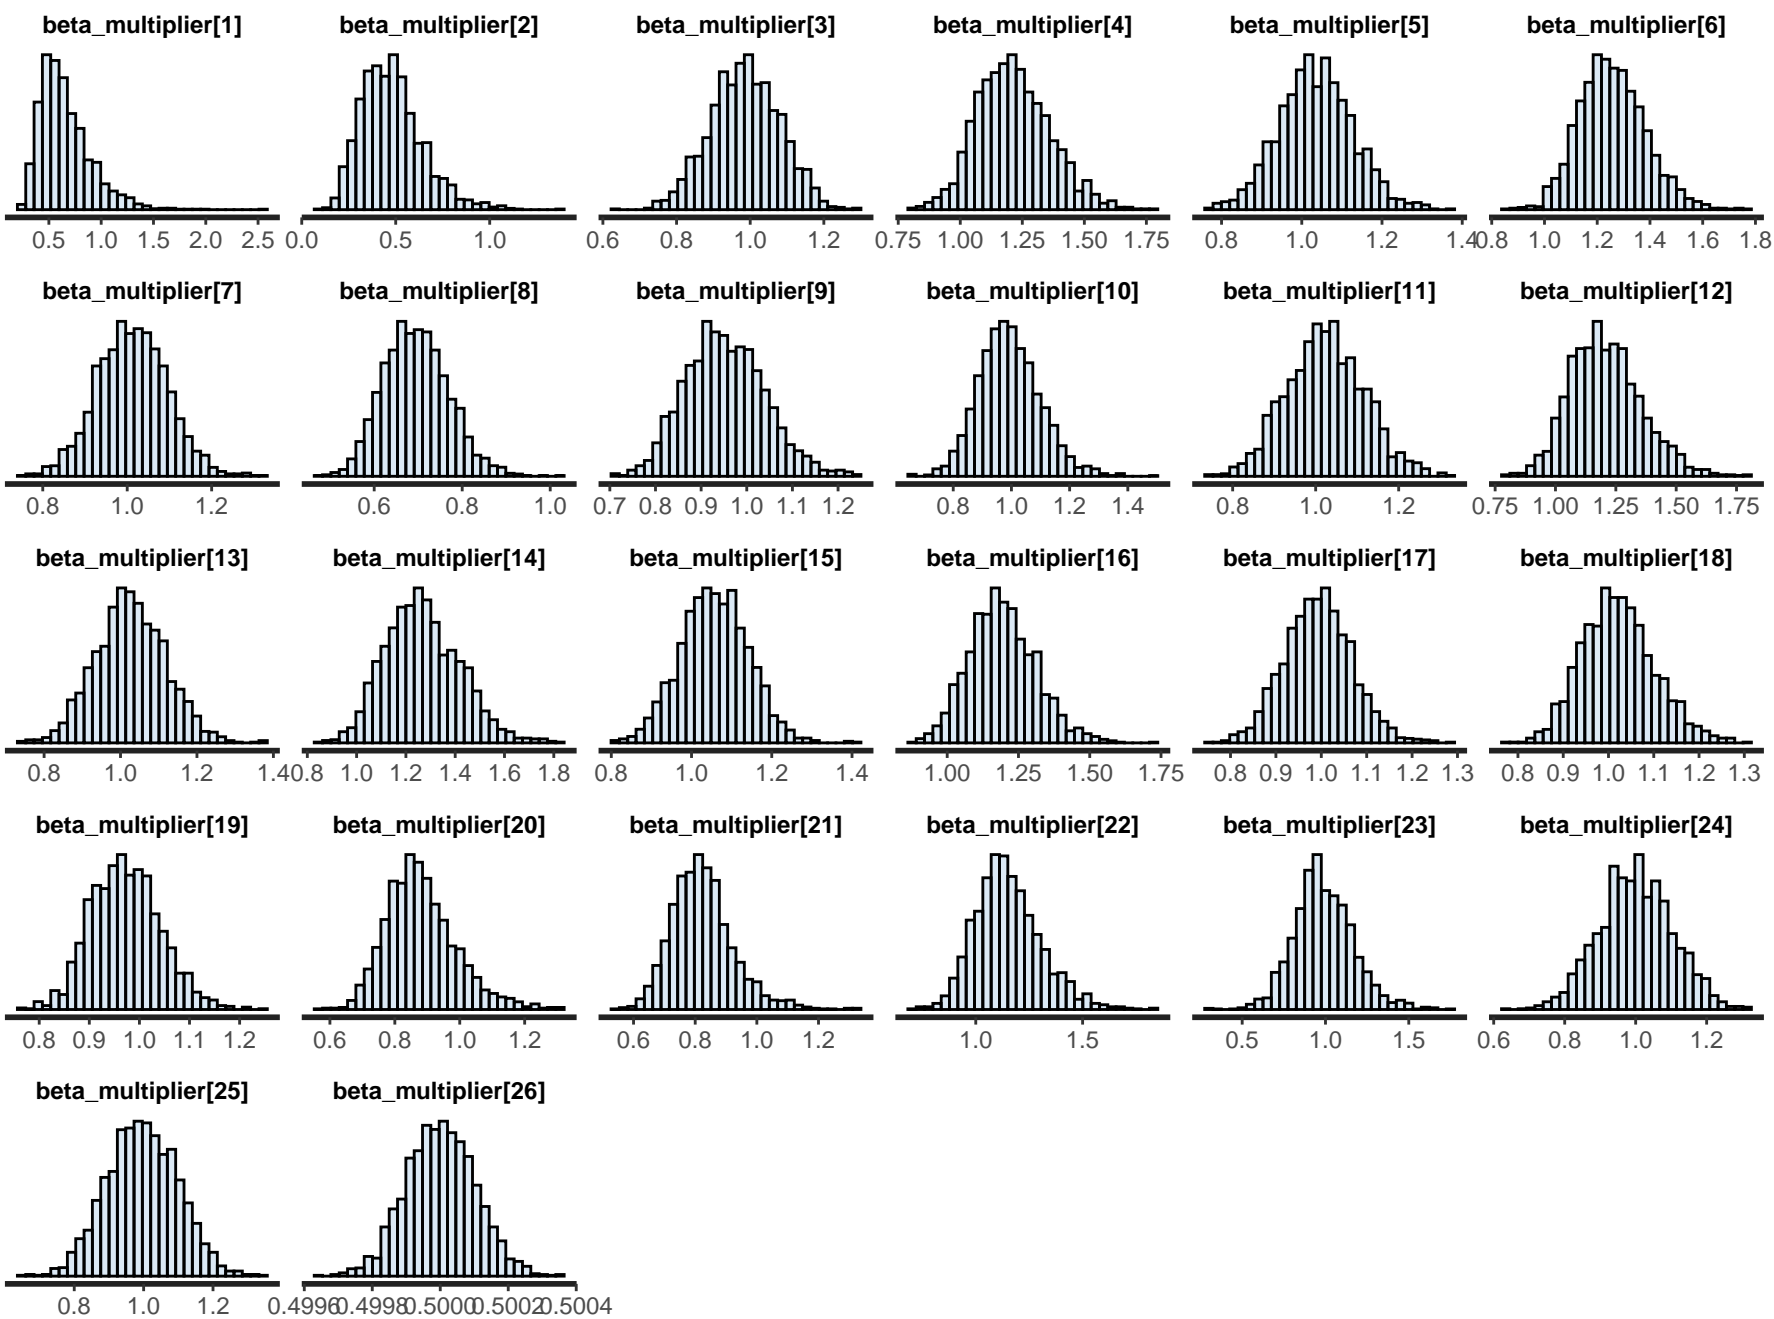 beta_multiplier[1] beta_multiplier[2] beta_multiplier[3] beta_multiplier[4] beta_multiplier[5] beta_multiplier[6]
0.5 1.0 1.5 2.0 2.5 0.0 0.5 1.0 0.6 0.8 1.0 1.2 0.75 1.00 1.25 1.50 1.75 0.8 1.0 1.2 1.4 0.8 1.0 1.2 1.4 1.6 1.8
beta_multiplier[7] beta_multiplier[8] beta_multiplier[9] beta_multiplier[10] beta_multiplier[11] beta_multiplier[12]
0.8 1.0 1.2 0.6 0.8 1.0 0.7 0.8 0.9 1.0 1.1 1.2 0.8 1.0 1.2 1.4 0.8 1.0 1.2 0.75 1.00 1.25 1.50 1.75
beta_multiplier[13] beta_multiplier[14] beta_multiplier[15] beta_multiplier[16] beta_multiplier[17] beta_multiplier[18]
0.8 1.0 1.2 1.4 0.8 1.0 1.2 1.4 1.6 1.8 0.8 1.0 1.2 1.4 1.00 1.25 1.50 1.75 0.8 0.9 1.0 1.1 1.2 1.3 0.8 0.9 1.0 1.1 1.2 1.3
beta_multiplier[19] beta_multiplier[20] beta_multiplier[21] beta_multiplier[22] beta_multiplier[23] beta_multiplier[24]
0.8 0.9 1.0 1.1 1.2 0.6 0.8 1.0 1.2 0.6 0.8 1.0 1.2 1.0 1.5 0.5 1.0 1.5 0.6 0.8 1.0 1.2
beta_multiplier[25] beta_multiplier[26]
0.8 1.0 1.2 0.4996 0.4998 0.5000 0.5002 0.5004